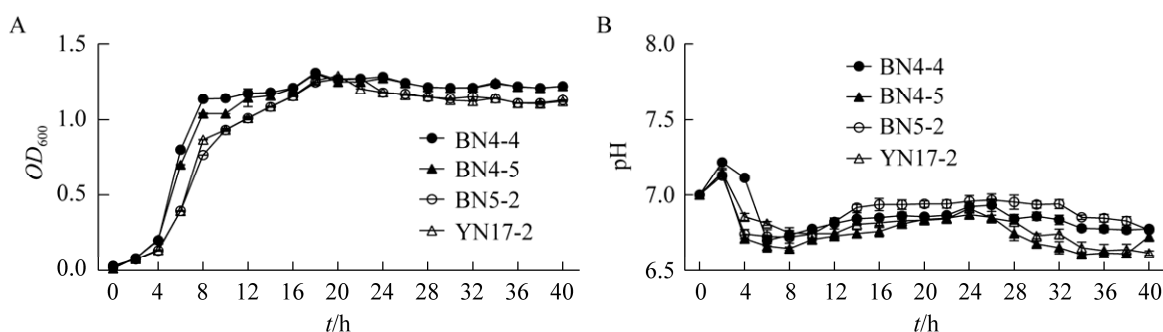 A
1.5
1.0
0.5
0.0
OD600
BN4-4
BN4-5
BN5-2
YN17-2
0 4 8 12 16 20 24 28 32 36 40
t/h
B
8.0
7.5
7.0
6.5
pH
BN4-4
BN4-5
BN5-2
YN17-2
0 4 8 12 16 20 24 28 32 36 40
t/h